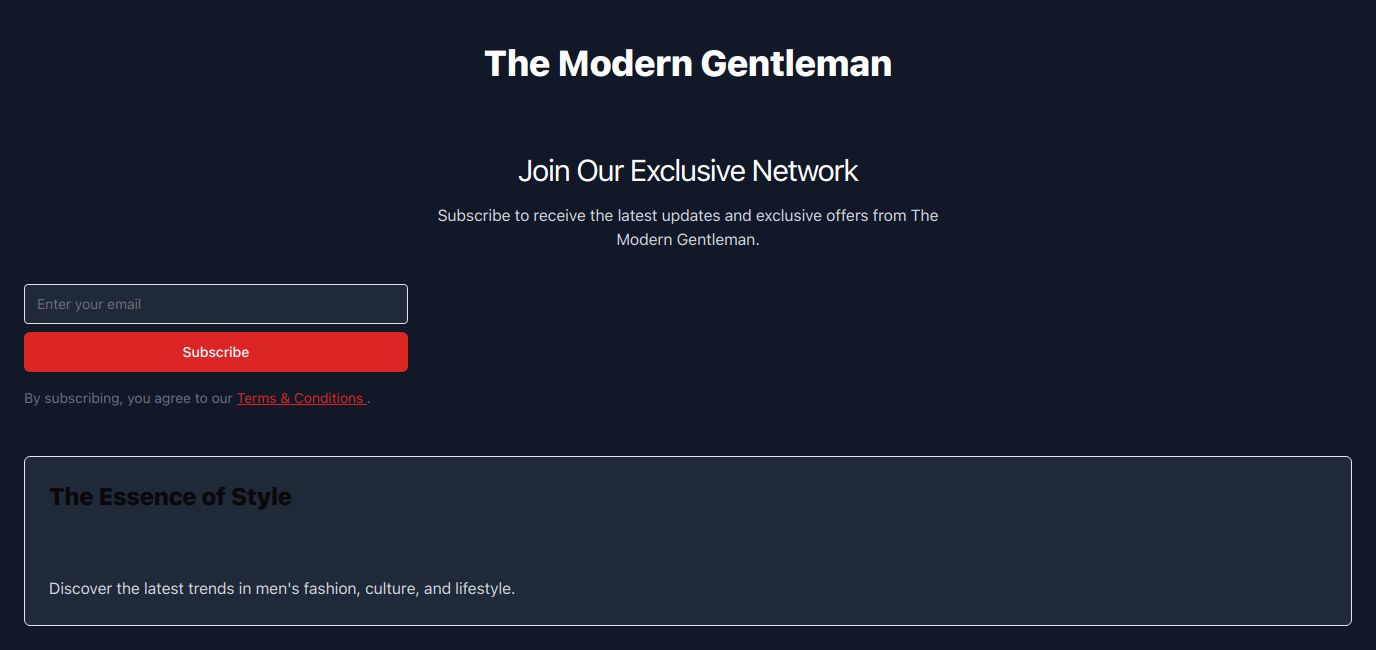 The Modern Gentleman
Join Our Exclusive Network
Subscribe to receive the latest updates and exclusive offers from The
Modern Gentleman.
Enter your email
Subscribe
By subscribing, you agree to our Terms & Conditions .
The Essence of Style
Discover the latest trends in men's fashion, culture, and lifestyle.